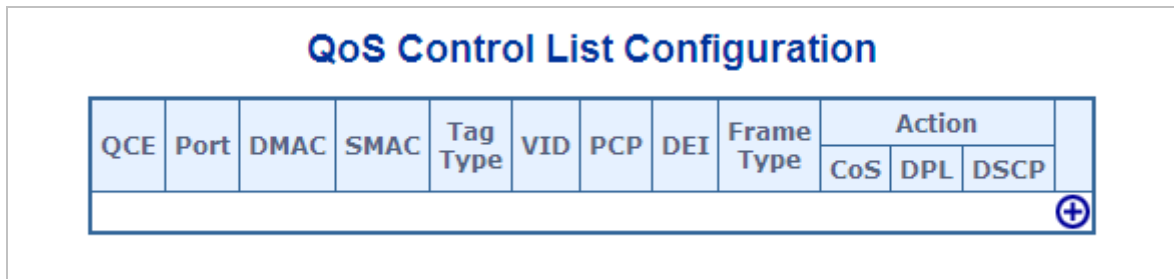 QoS Control List Configuration
QCE Port DMAC SMAC Tag Type VID PCP DEI Frame Type Action
CoS DPL DSCP